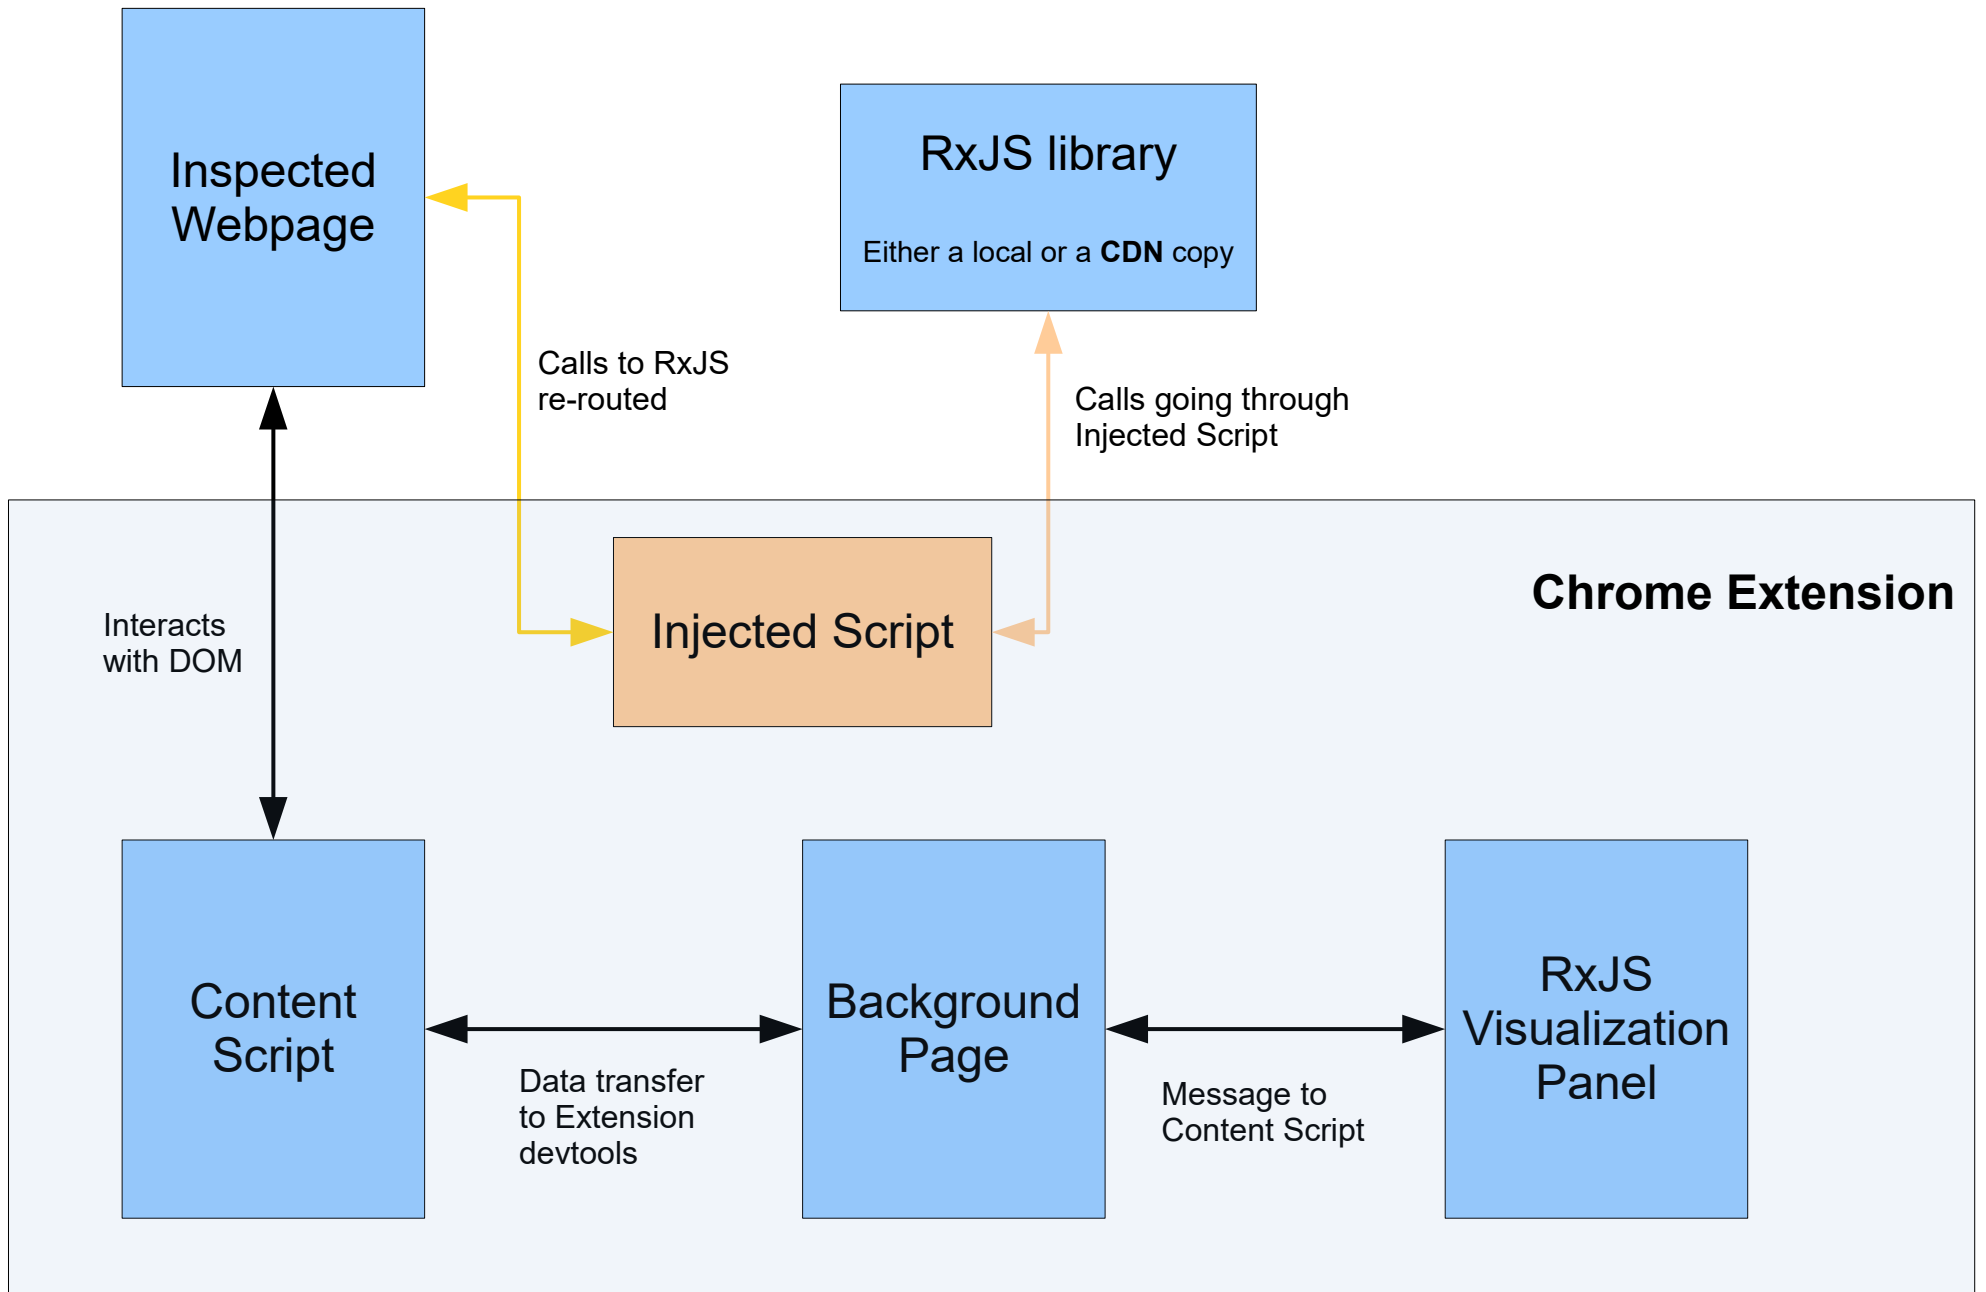 Inspected
Webpage
RxJS library
Either a local or a CDN copy
Calls to RxJS
re-routed
Calls going through
Injected Script
Chrome Extension
Injected Script
Interacts
with DOM
Content
Script
Data transfer
to Extension
devtools
Background
Page
Message to
Content Script
RxJS
Visualization
Panel